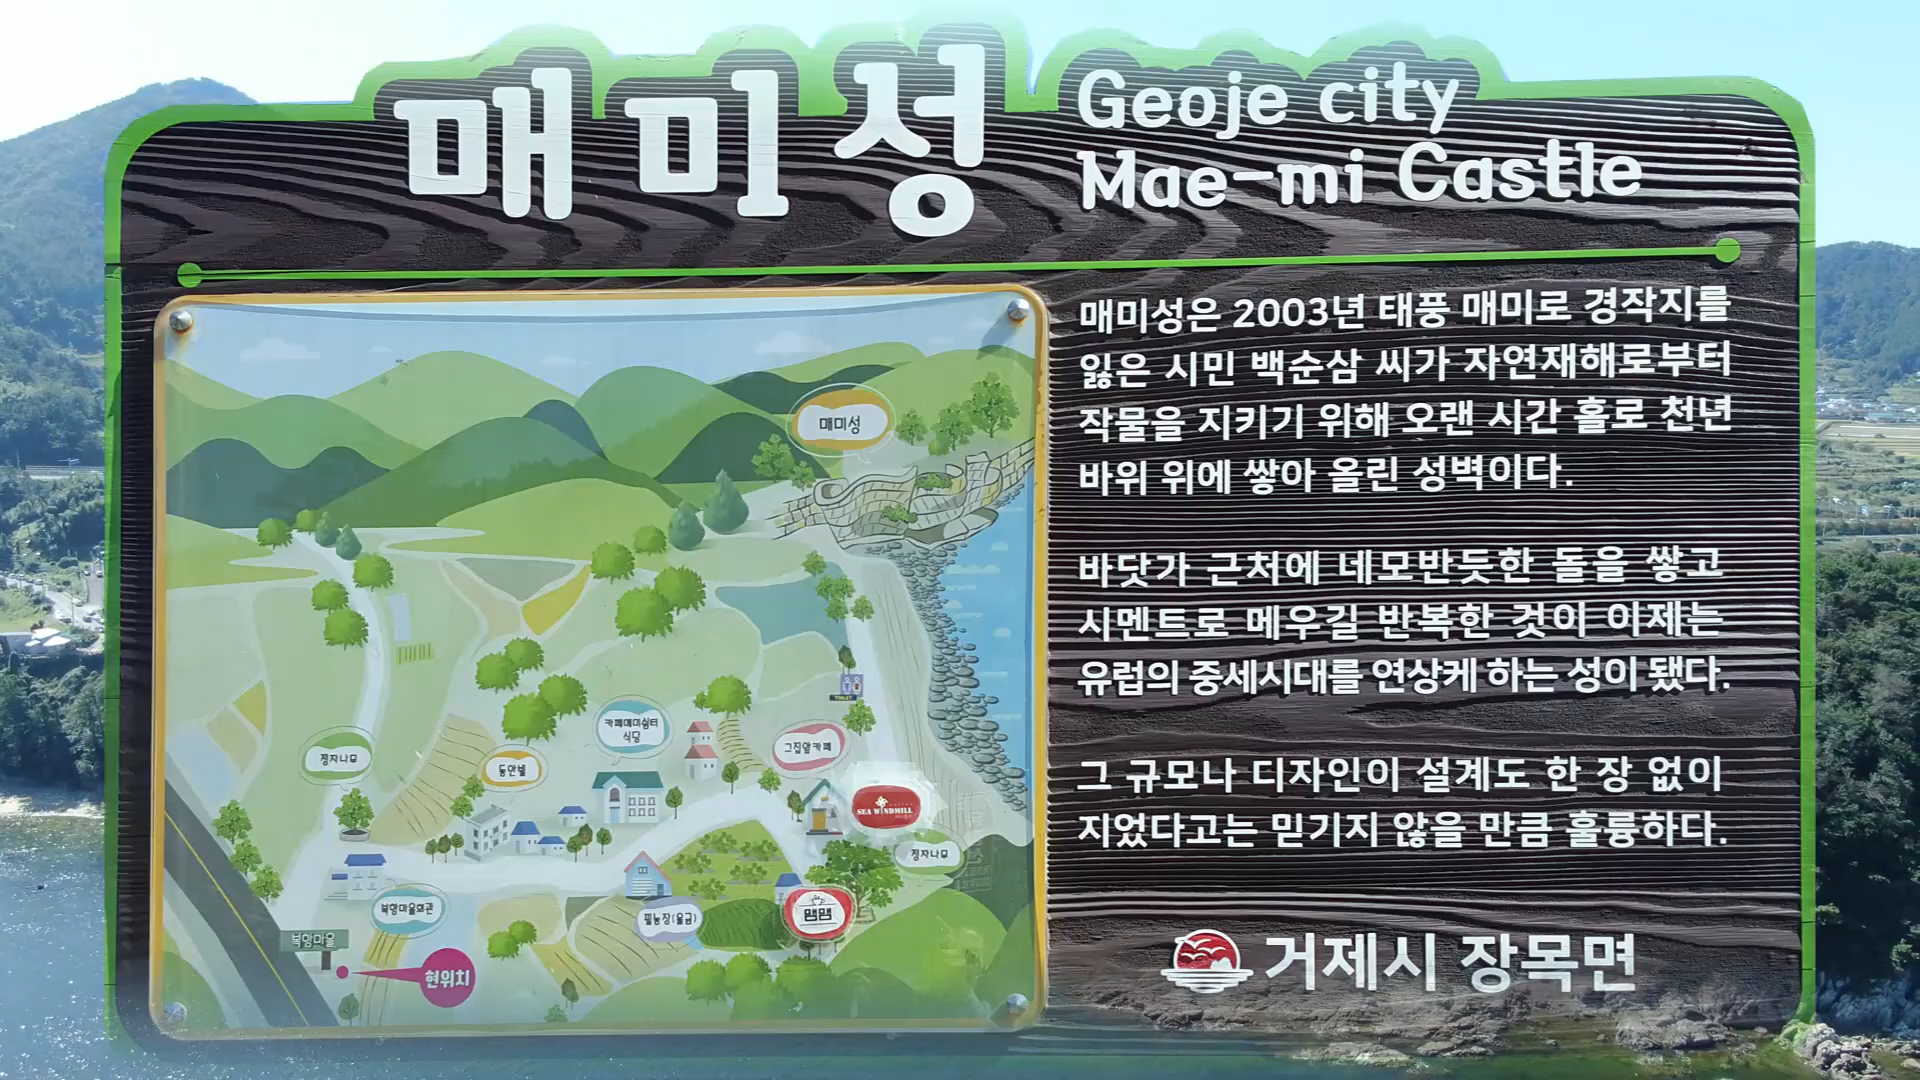 매미성
Geoje city
Mae-mi Castle
매미성은 2003년 태풍 매미로 경작지를
잃은 시민 백순삼 씨가 자연재해로부터
작물을 지키기 위해 오랜 시간 홀로 천년
바위 위에 쌓아 올린 성벽이다.
바닷가 근처에 네모반듯한 돌을 쌓고
시멘트로 메우길 반복한 것이 이제는
유럽의 중세시대를 연상케 하는 성이 됐다.
그 규모나 디자인이 설계도 한 장 없이
지었다고는 믿기지 않을 만큼 훌륭하다.
거제시 장목면
매미성
TOILET
카페매미쉼터
식당
그집앞카페
정자나무
동안벨
SEA WINDMILL
정자나무
복항마을회관
필농장(울금)
맴맴
복항마을
현위치